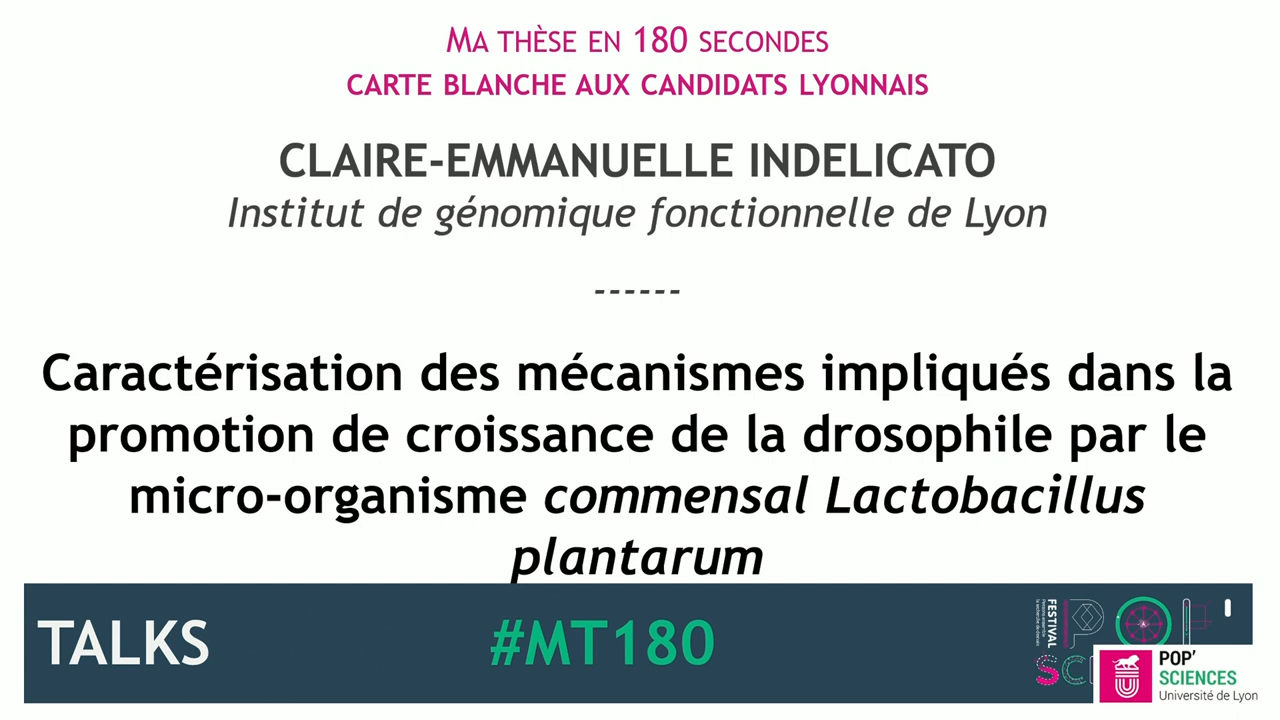 MA THÈSE EN 180 SECONDES
CARTE BLANCHE AUX CANDIDATS LYONNAIS
CLAIRE-EMMANUELLE INDELICATO
Institut de génomique fonctionnelle de Lyon
------
Caractérisation des mécanismes impliqués dans la
promotion de croissance de la drosophile par le
micro-organisme commensal Lactobacillus
plantarum
TALKS
#MT180
FESTIVAL
POP'
SCIENCES
Université de Lyon